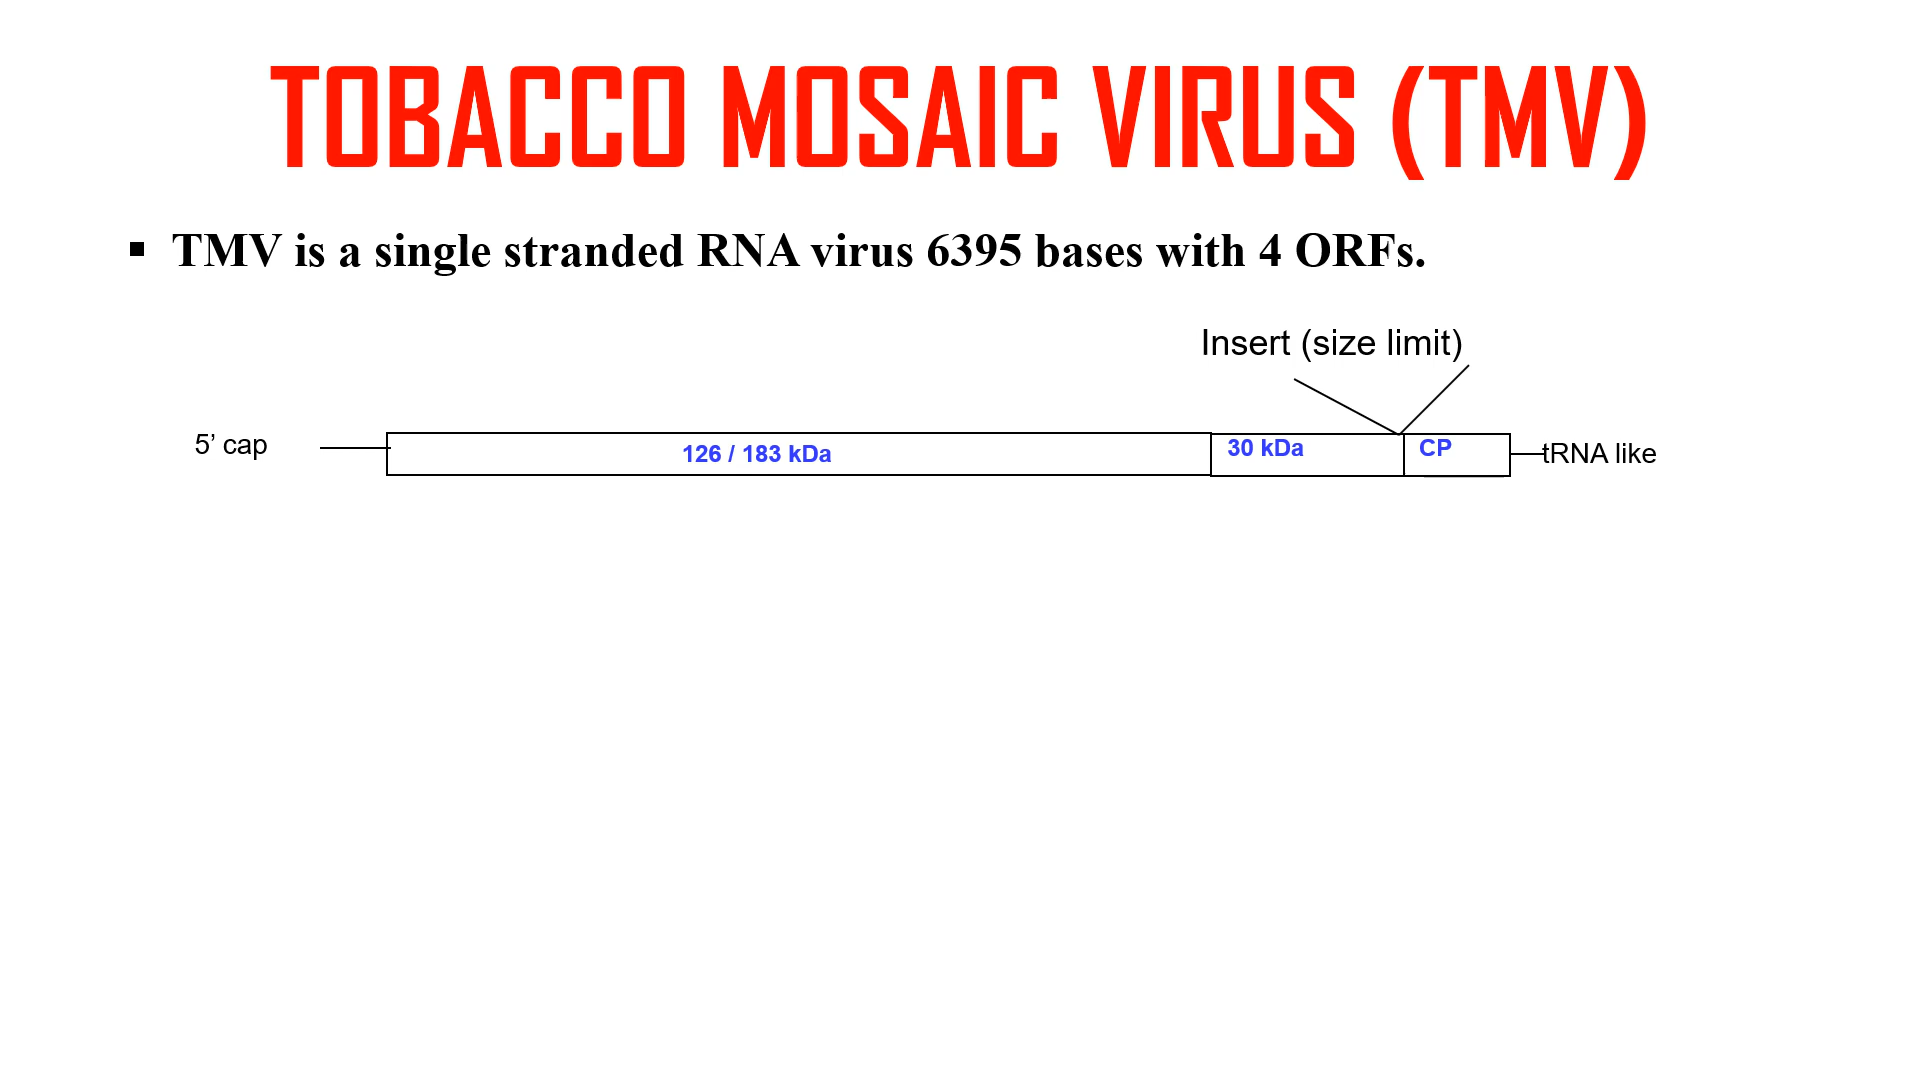 TOBACCO MOSAIC VIRUS (TMV)
▪ TMV is a single stranded RNA virus 6395 bases with 4 ORFs.
Insert (size limit)
5’ cap
126 / 183 kDa
30 kDa
CP
tRNA like